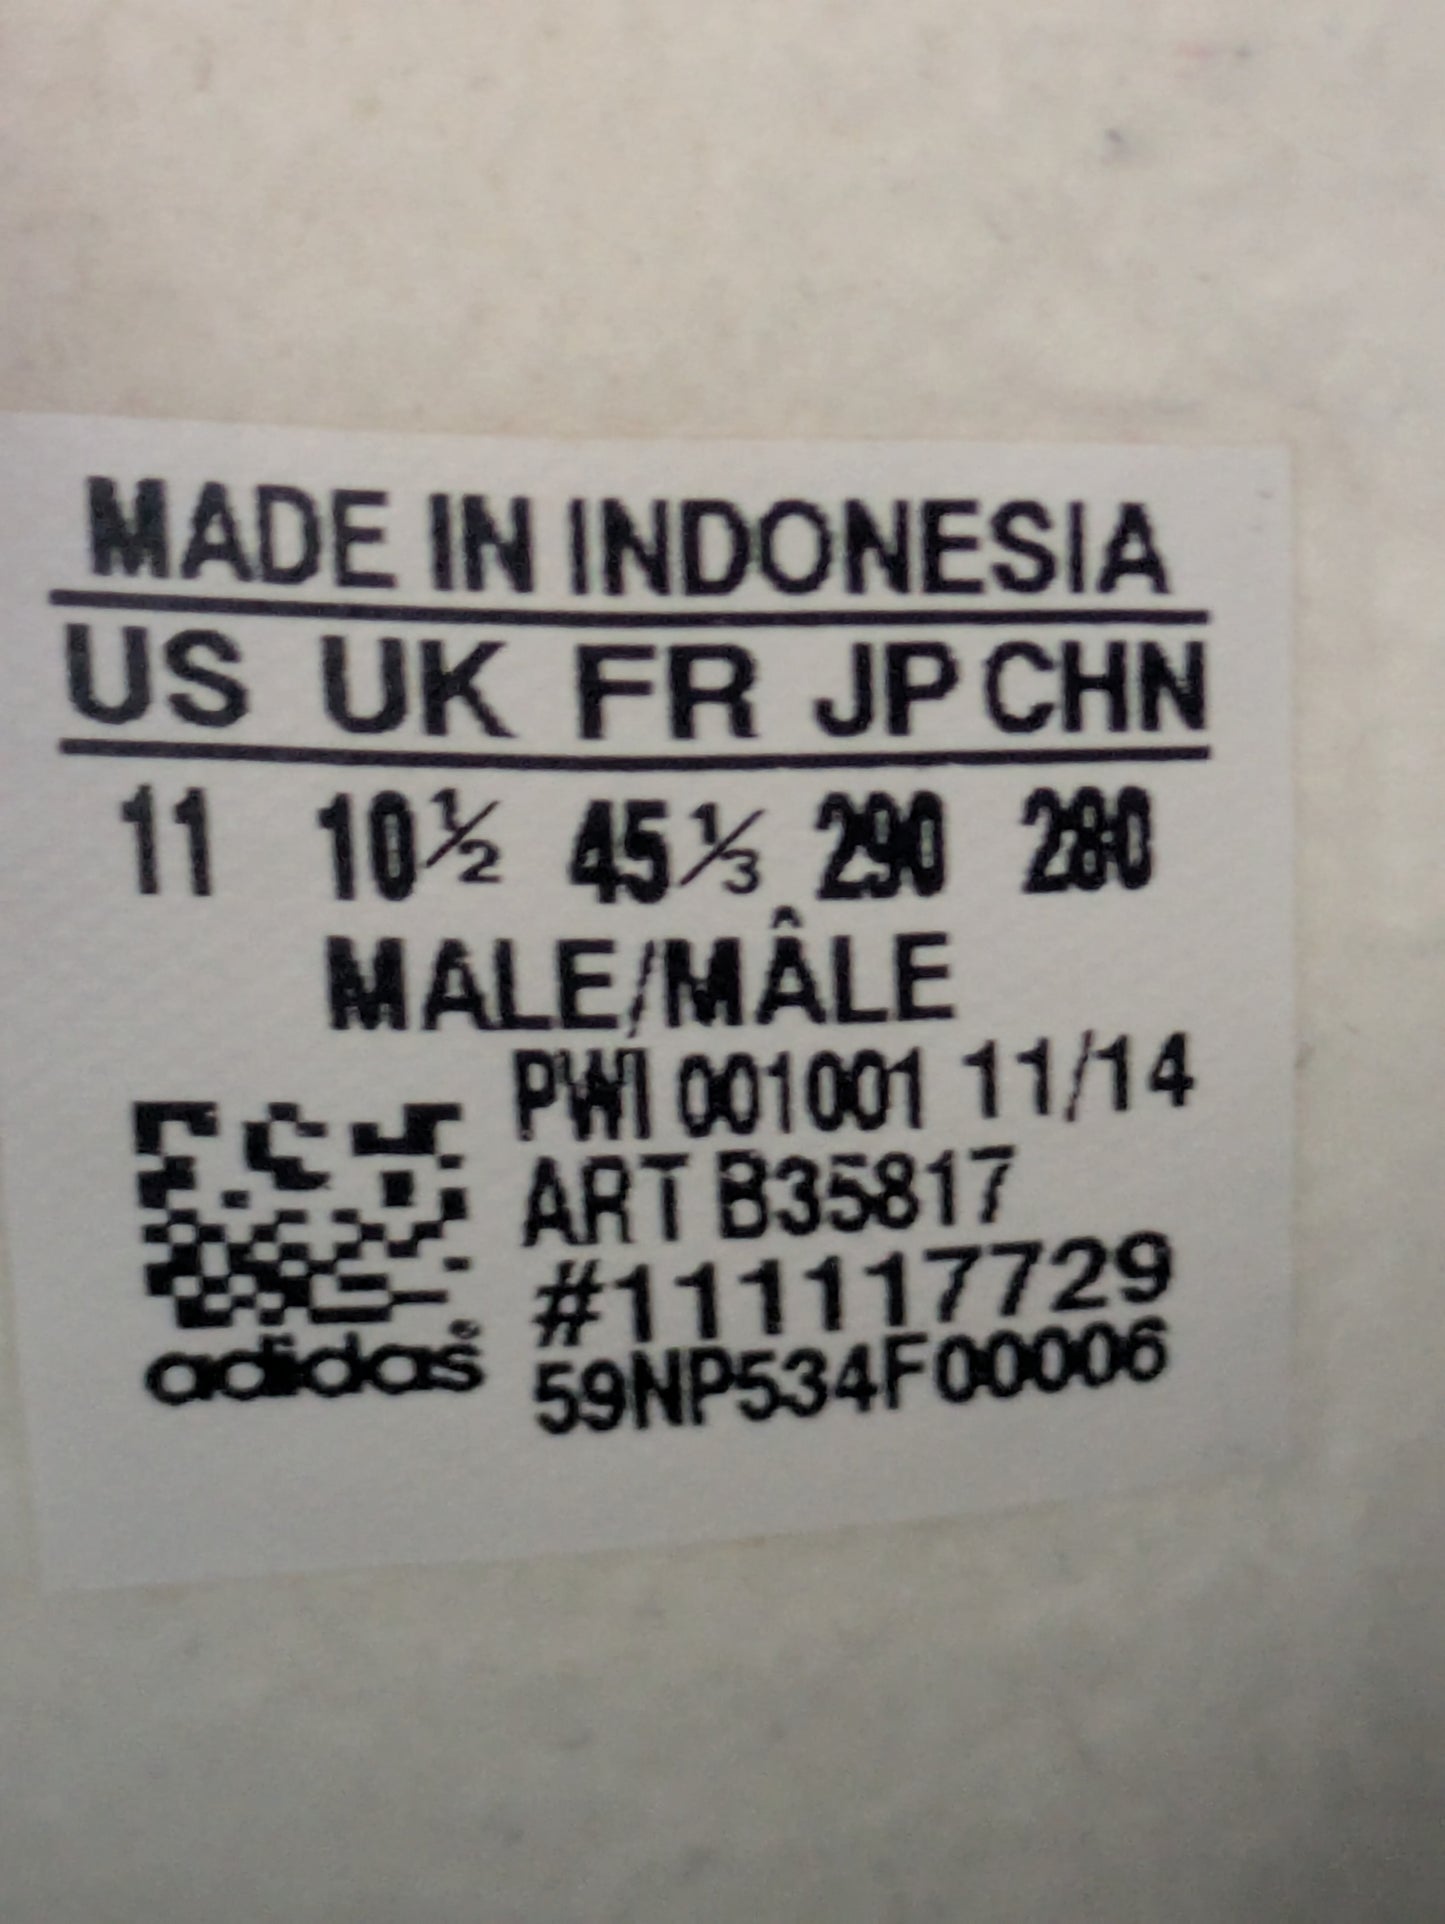 MADE IN INDONESIA
US UK FR JP CHN
11 10½ 45⅓ 290 280
MALE/MÂLE
PWI 001001 11/14
ART B35817
#111117729
adidas® 59NP534F00006